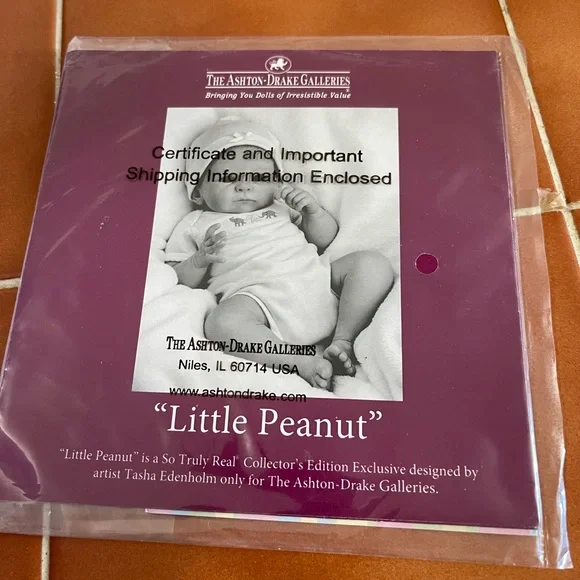 THE ASHTON-DRAKE GALLERIES
Bringing You Dolls of Irresistible Value
Certificate and Important
Shipping Information Enclosed
THE ASHTON-DRAKE GALLERIES
Niles, IL 60714 USA
www.ashtondrake.com
“Little Peanut”
“Little Peanut” is a So Truly Real® Collector's Edition Exclusive designed by
artist Tasha Edenholm only for The Ashton-Drake Galleries.